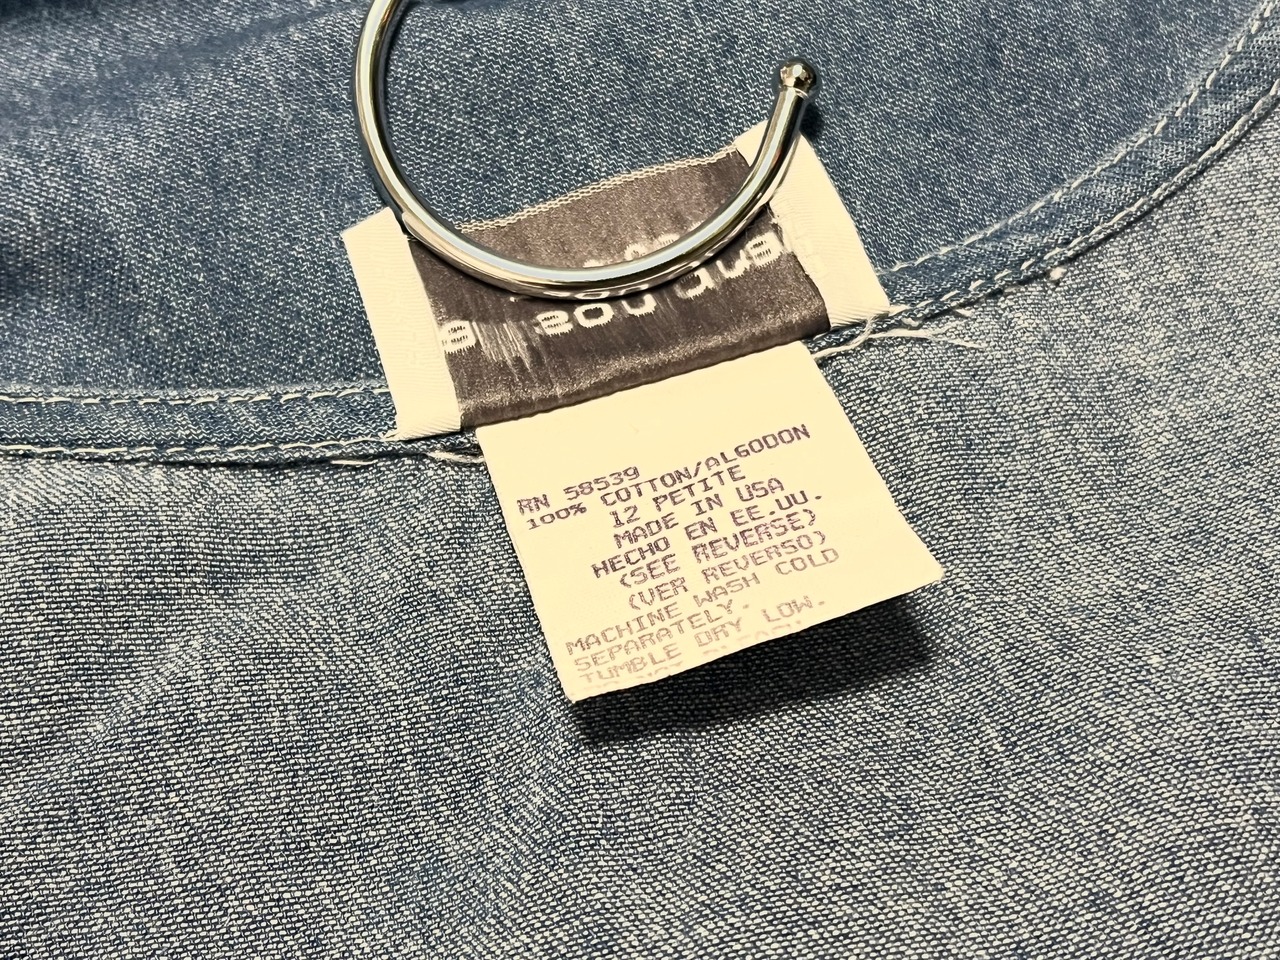 RN 58539
100% COTTON/ALGODON
12 PETITE
MADE IN USA
HECHO EN EE.UU.
(SEE REVERSE)
(VER REVERSO)
MACHINE WASH COLD
SEPARATELY.
TUMBLE DRY LOW.